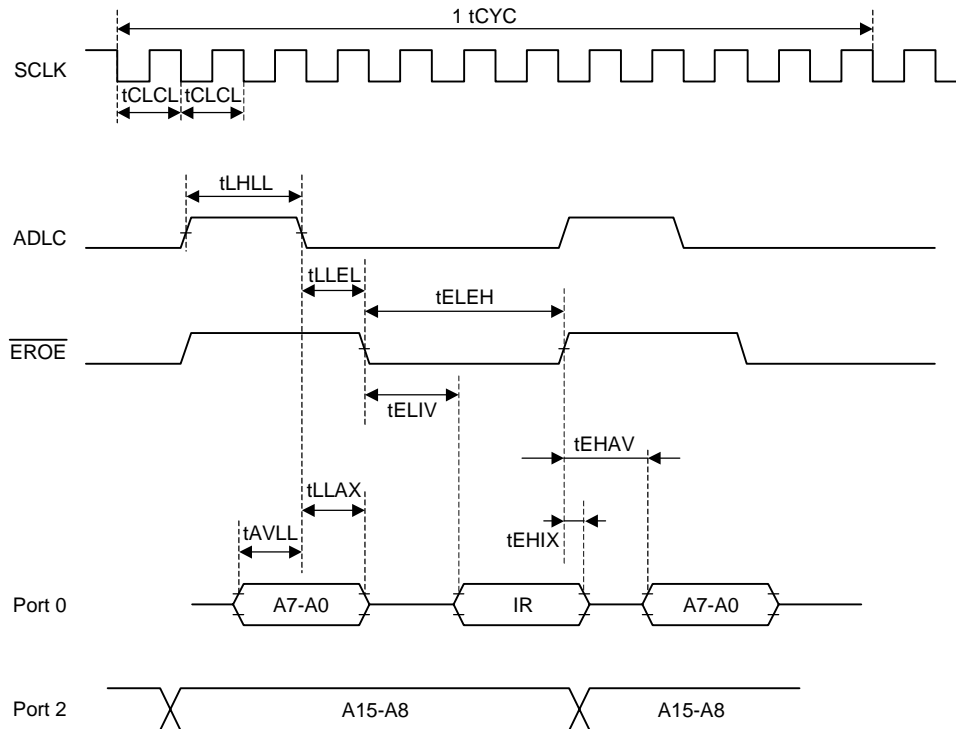 1 tCYC
SCLK
tCLCL tCLCL
tLHLL
ADLC
tLLEL
tELEH
EROE
tELIV
tEHAV
tLLAX
tEHIX
tAVLL
Port 0
A7-A0
IR
A7-A0
Port 2
A15-A8
A15-A8